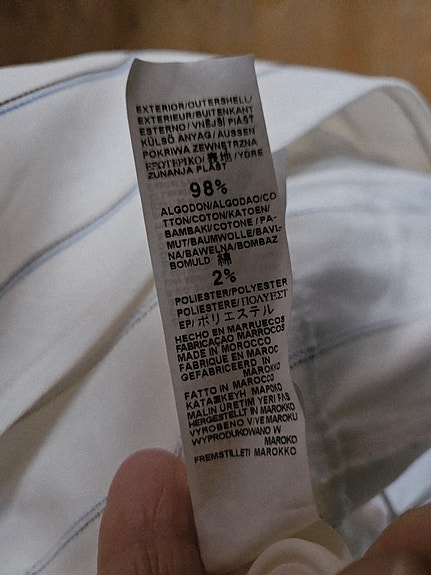 EXTERIOR/OUTERSHELL/
EXTERIEUR/BUITENKANT
ESTERNO/VNĚJŠÍ PLÁŠŤ
KÜLSŐ ANYAG/AUSSEN
POKRIWA ZEWNETRZNA
ΕΞΩΤΕΡΙΚΟ/表地/YDRE
ZUNANJA PLAST
98%
ALGODON/ALGODAO/CO
TTON/COTON/KATOEN/
BAMBAKI/COTONE/PA-
MUT/BAUMWOLLE/BAVL-
NA/BAWELNA/BOMBAZ
BOMULD 綿
2%
POLIESTER/POLYESTER
POLIESTERE/ΠΟΛΥΕΣΤ
ΕΡ/ポリエステル
HECHO EN MARRUECOS
FABRICAÇAO MARROCOS
MADE IN MOROCCO
FABRIQUE EN MAROC
GEFABRICEERD IN
MAROKKO
FATTO IN MAROCCO
ΚΑΤΑΣΚΕΥΗ ΜΑΡΟΚΟ
MALIN ÜRETIM YERI FAS
HERGESTELLT IN MAROKKO
VYROBENO V/VE MAROKU
WYPRODUKOWANO W
MAROKO
FREMSTILLET I MAROKKO